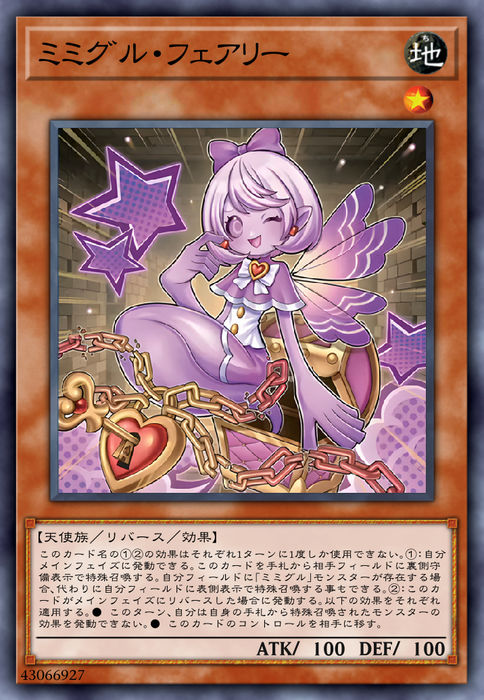 ミミグル・フェアリー
ち
地
【天使族／リバース／効果】
このカード名の①②の効果はそれぞれ1ターンに1度しか使用できない。①：自分
メインフェイズに発動できる。このカードを手札から相手フィールドに裏側守
備表示で特殊召喚する。自分フィールドに「ミミグル」モンスターが存在する場
合、代わりに自分フィールドに表側表示で特殊召喚する事もできる。②：このカ
ードがメインフェイズにリバースした場合に発動する。以下の効果をそれぞれ
適用する。● このターン、自分は自身の手札から特殊召喚されたモンスターの
効果を発動できない。● このカードのコントロールを相手に移す。
ATK/ 100 DEF/ 100
43066927